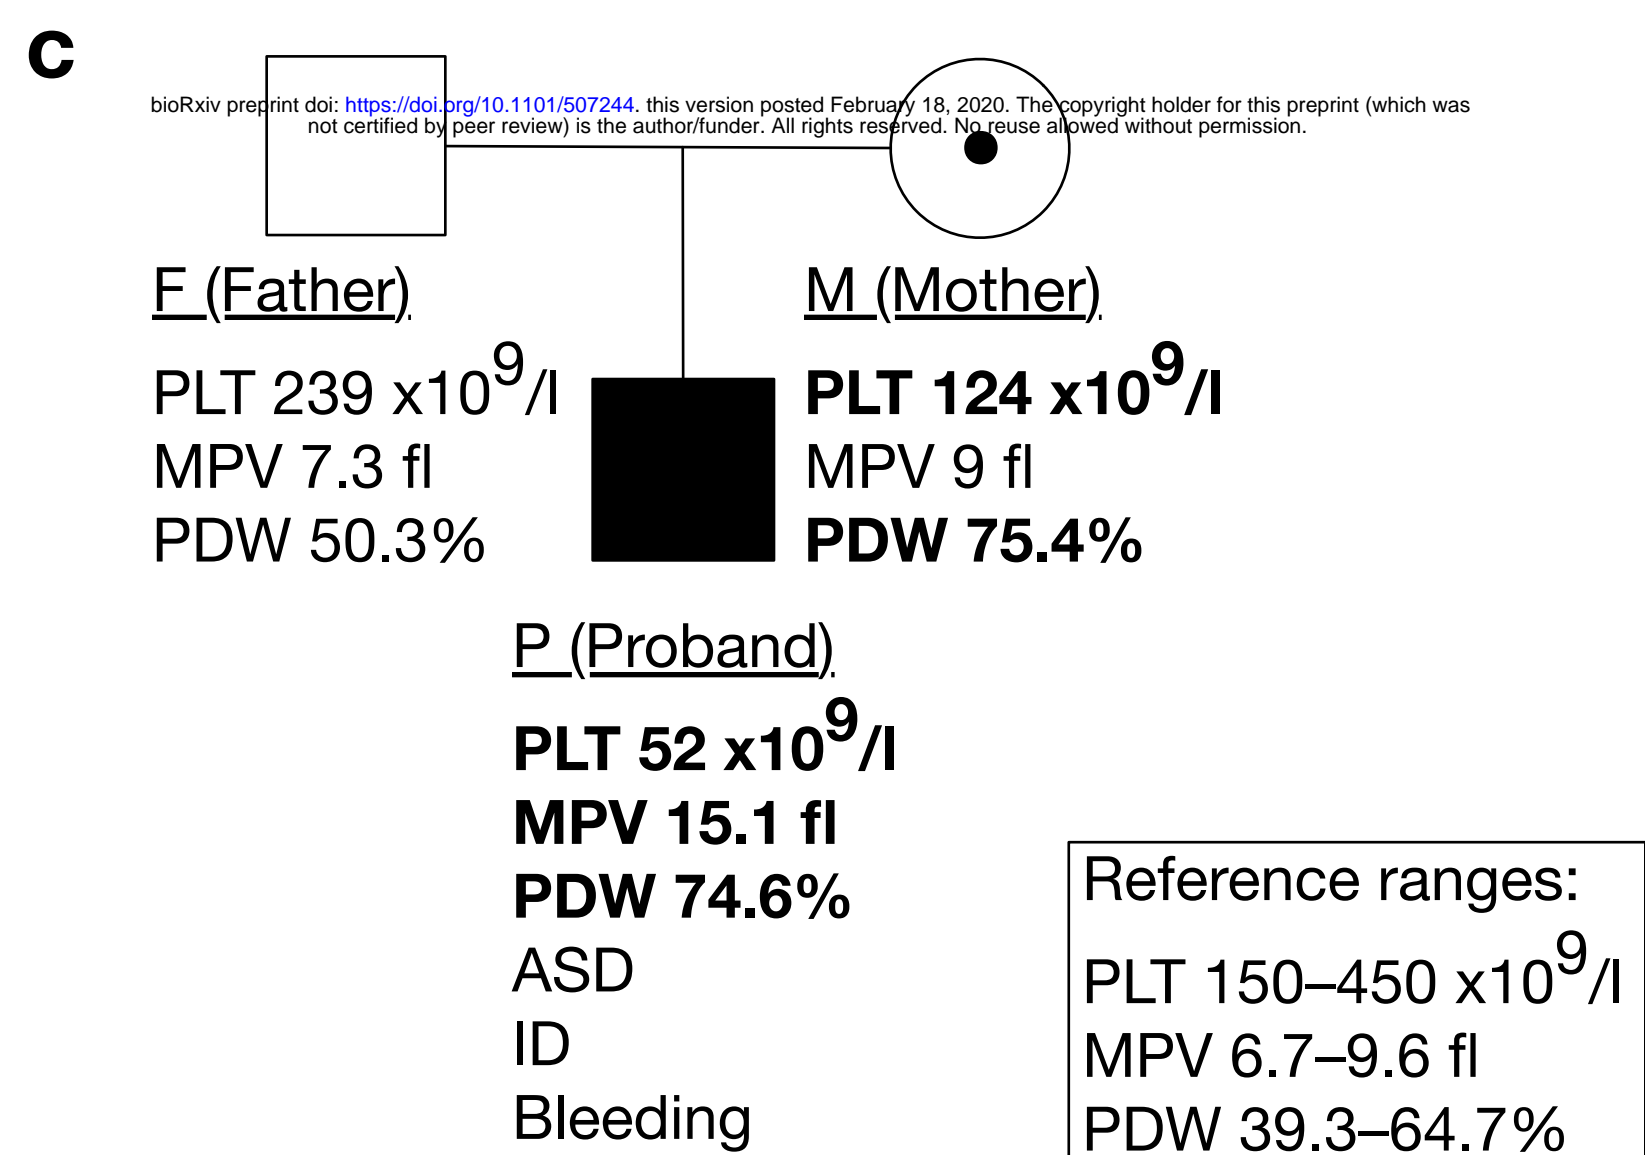 c
bioRxiv preprint doi: https://doi.org/10.1101/507244. this version posted February 18, 2020. The copyright holder for this preprint (which was
not certified by peer review) is the author/funder. All rights reserved. No reuse allowed without permission.
F (Father)
PLT 239 x10⁹/l
MPV 7.3 fl
PDW 50.3%
M (Mother)
PLT 124 x10⁹/l
MPV 9 fl
PDW 75.4%
P (Proband)
PLT 52 x10⁹/l
MPV 15.1 fl
PDW 74.6%
ASD
ID
Bleeding
Reference ranges:
PLT 150–450 x10⁹/l
MPV 6.7–9.6 fl
PDW 39.3–64.7%